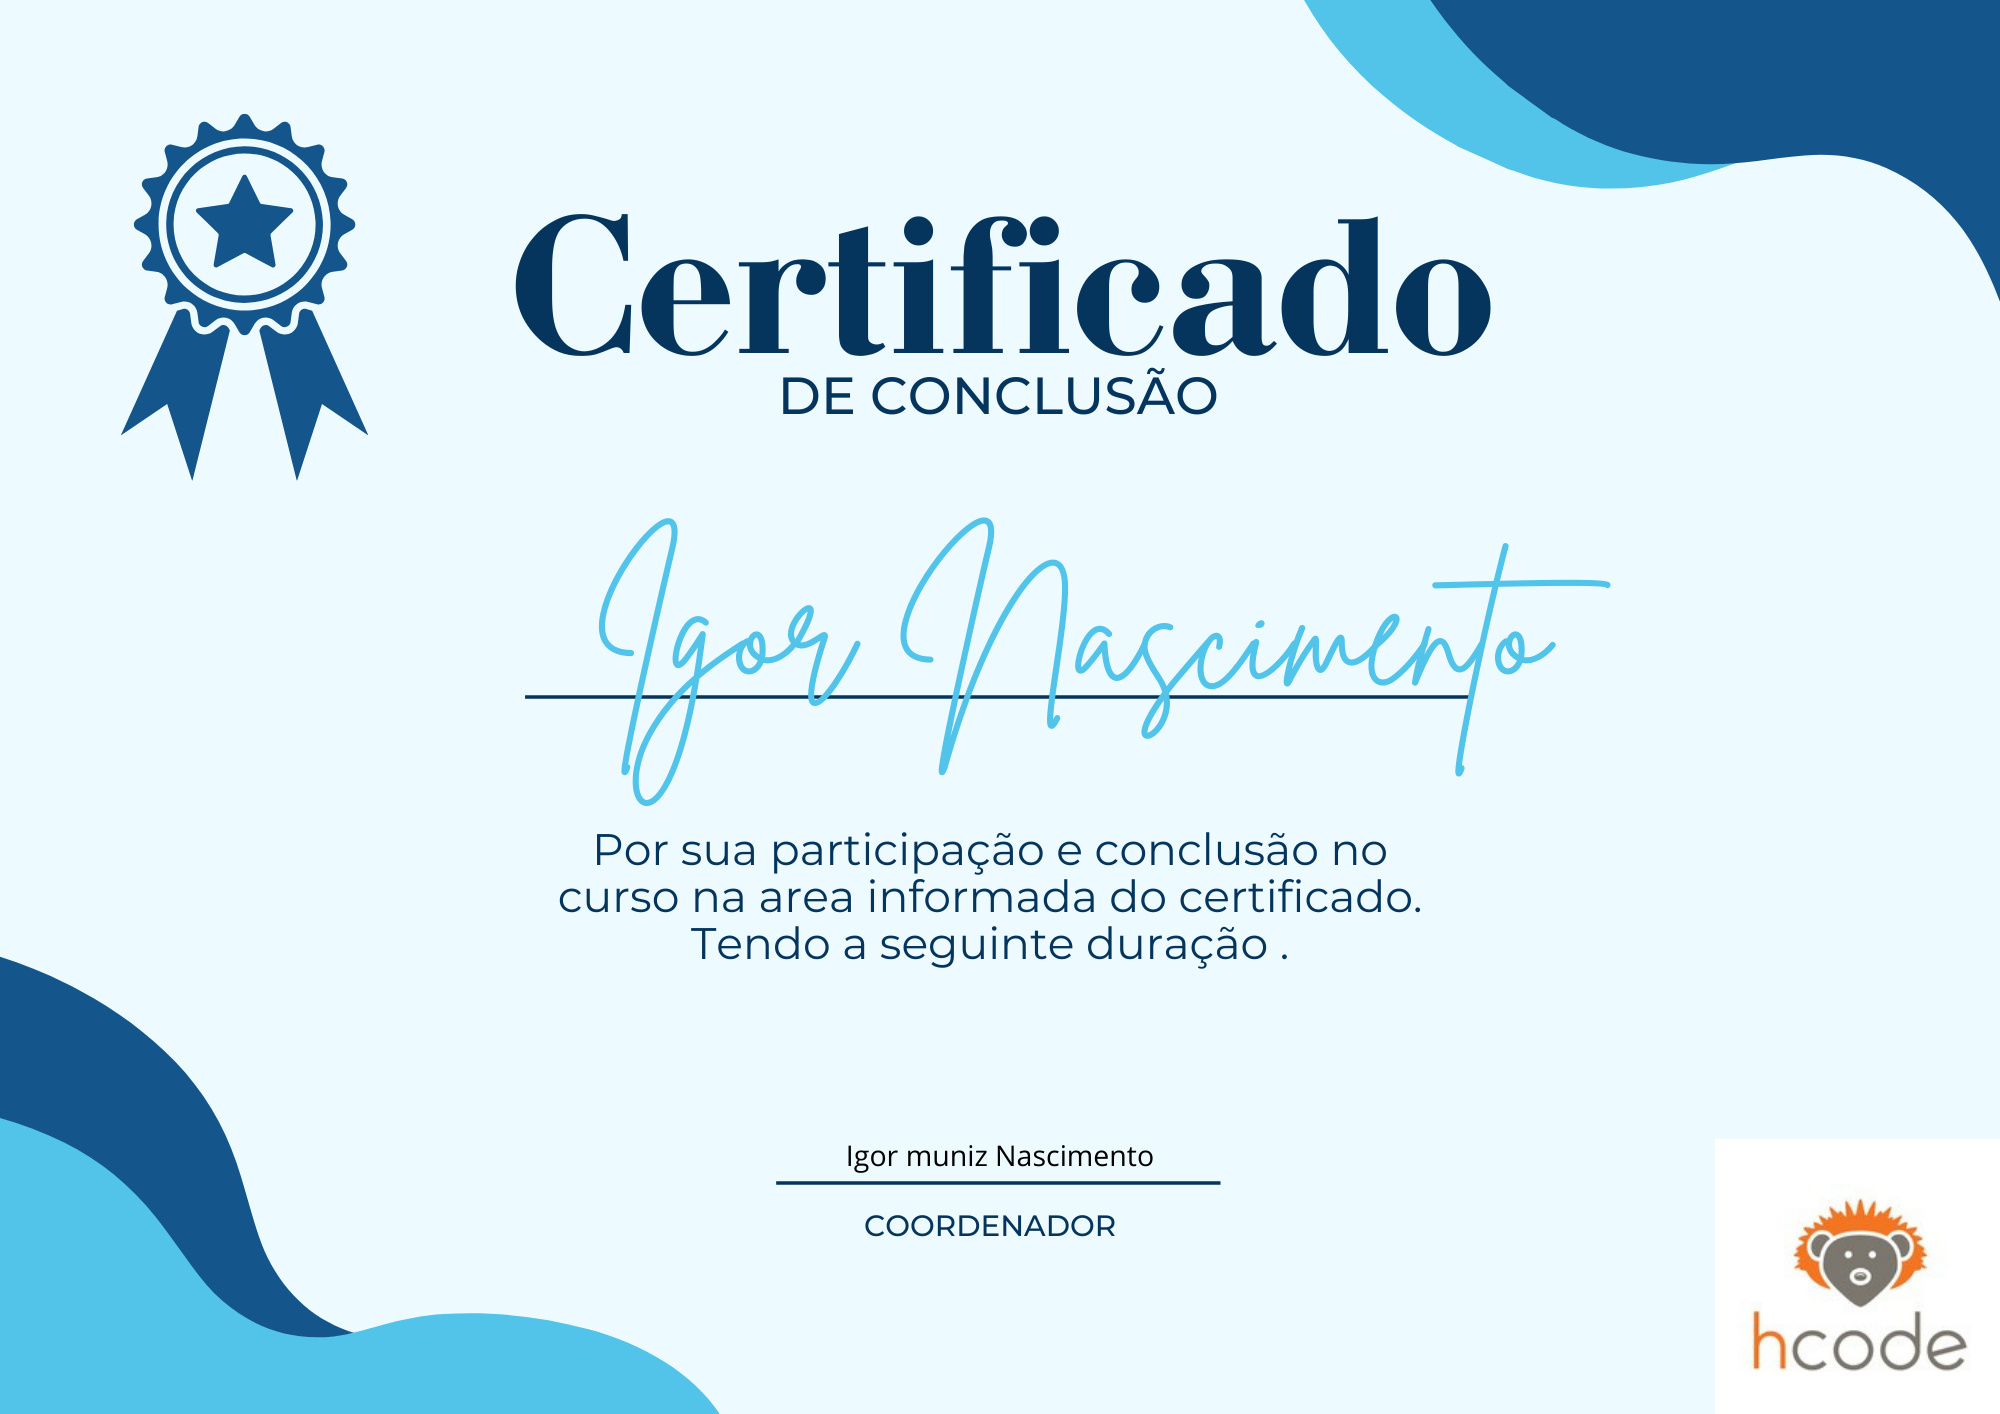 Certificado
DE CONCLUSÃO
Igor Nascimento
Por sua participação e conclusão no
curso na area informada do certificado.
Tendo a seguinte duração .
Igor muniz Nascimento
COORDENADOR
hcode